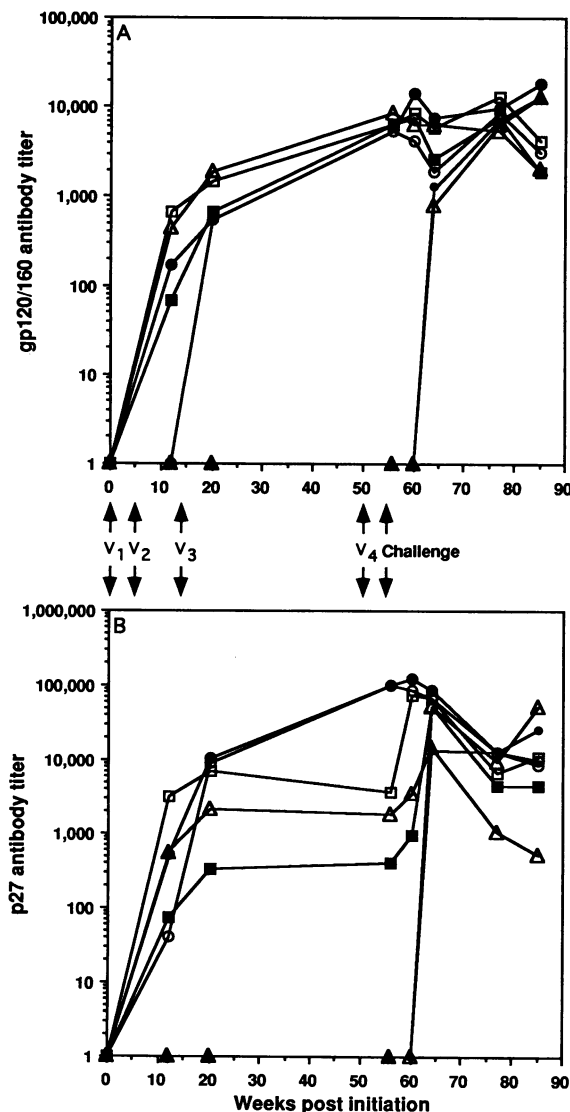 A
100,000
10,000
1,000
100
10
1
gp120/160 antibody titer
0 10 20 30 40 50 60 70 80 90
V1 V2 V3 V4 Challenge
B
1,000,000
100,000
10,000
1,000
100
10
1
p27 antibody titer
0 10 20 30 40 50 60 70 80 90
Weeks post initiation